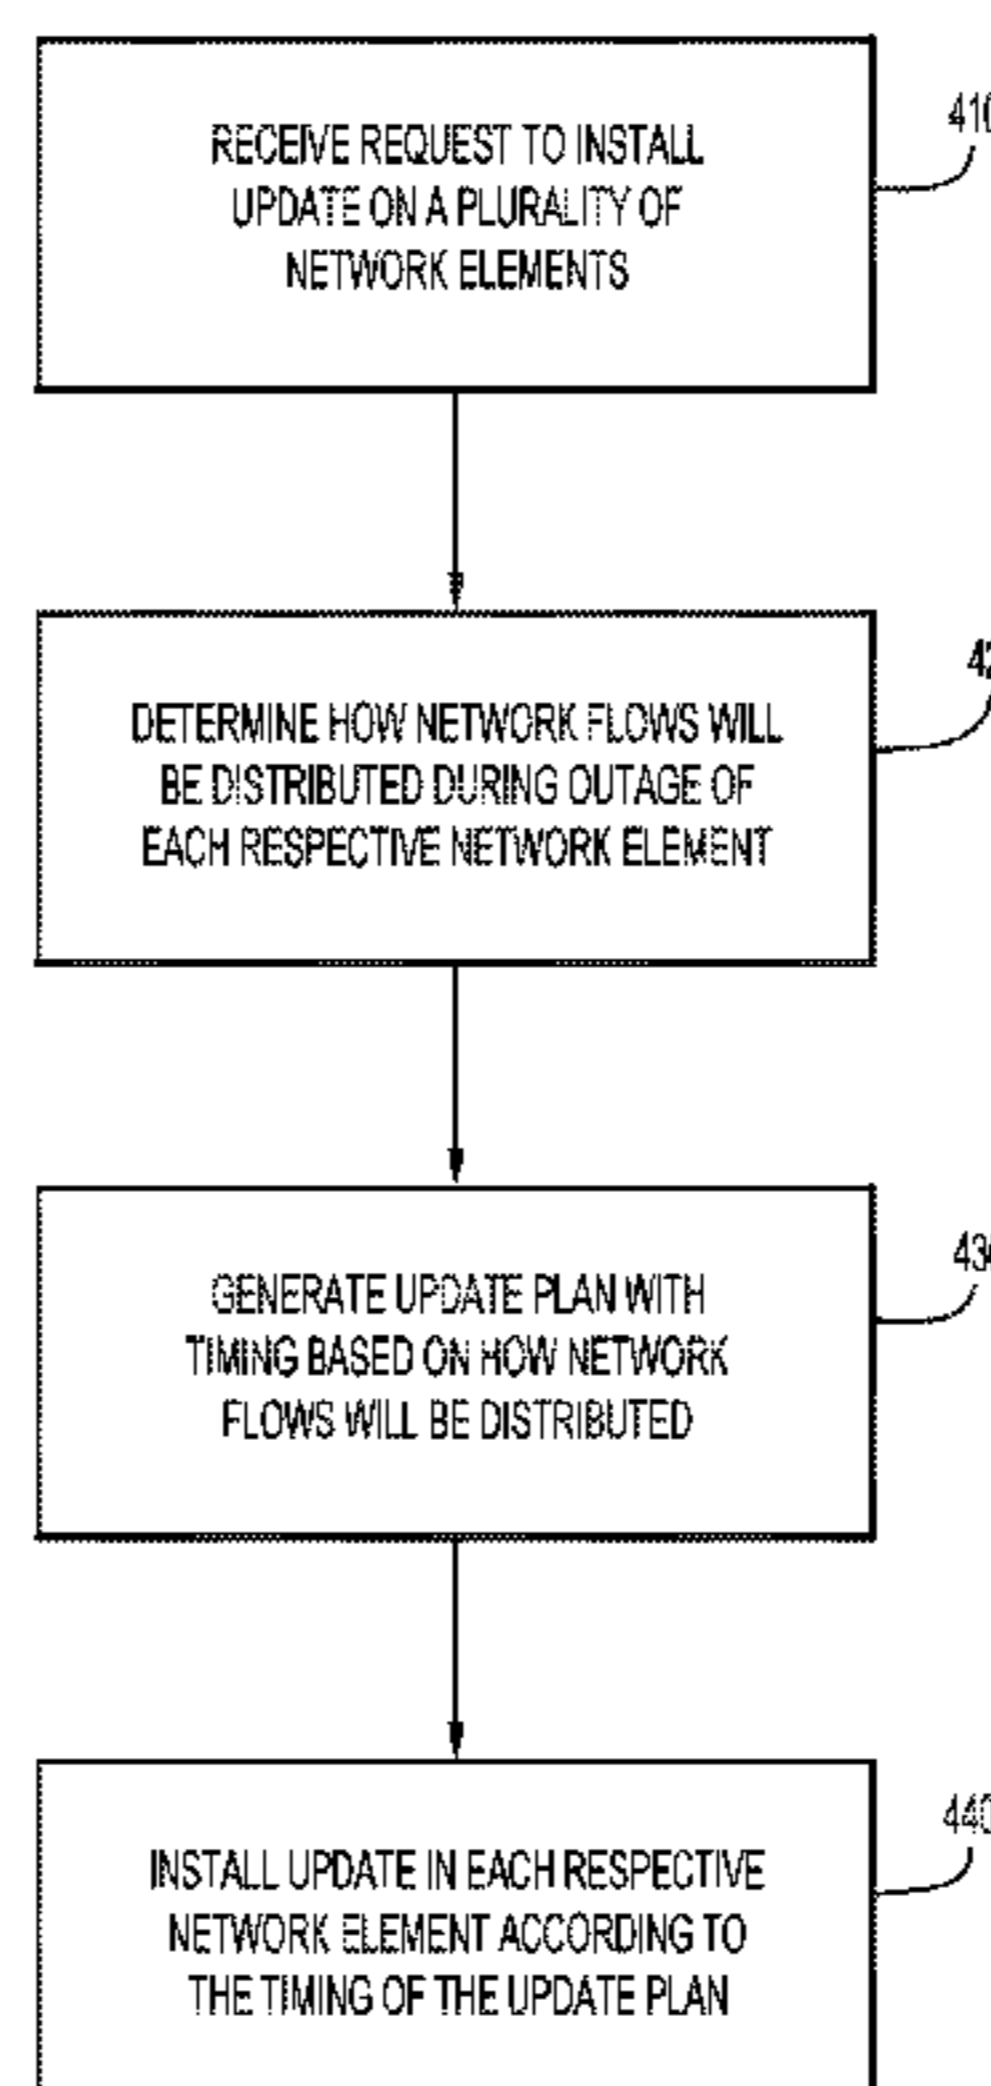 RECEIVE REQUEST TO INSTALL
UPDATE ON A PLURALITY OF
NETWORK ELEMENTS
410
DETERMINE HOW NETWORK FLOWS WILL
BE DISTRIBUTED DURING OUTAGE OF
EACH RESPECTIVE NETWORK ELEMENT
GENERATE UPDATE PLAN WITH
TIMING BASED ON HOW NETWORK
FLOWS WILL BE DISTRIBUTED
430
INSTALL UPDATE IN EACH RESPECTIVE
NETWORK ELEMENT ACCORDING TO
THE TIMING OF THE UPDATE PLAN
440